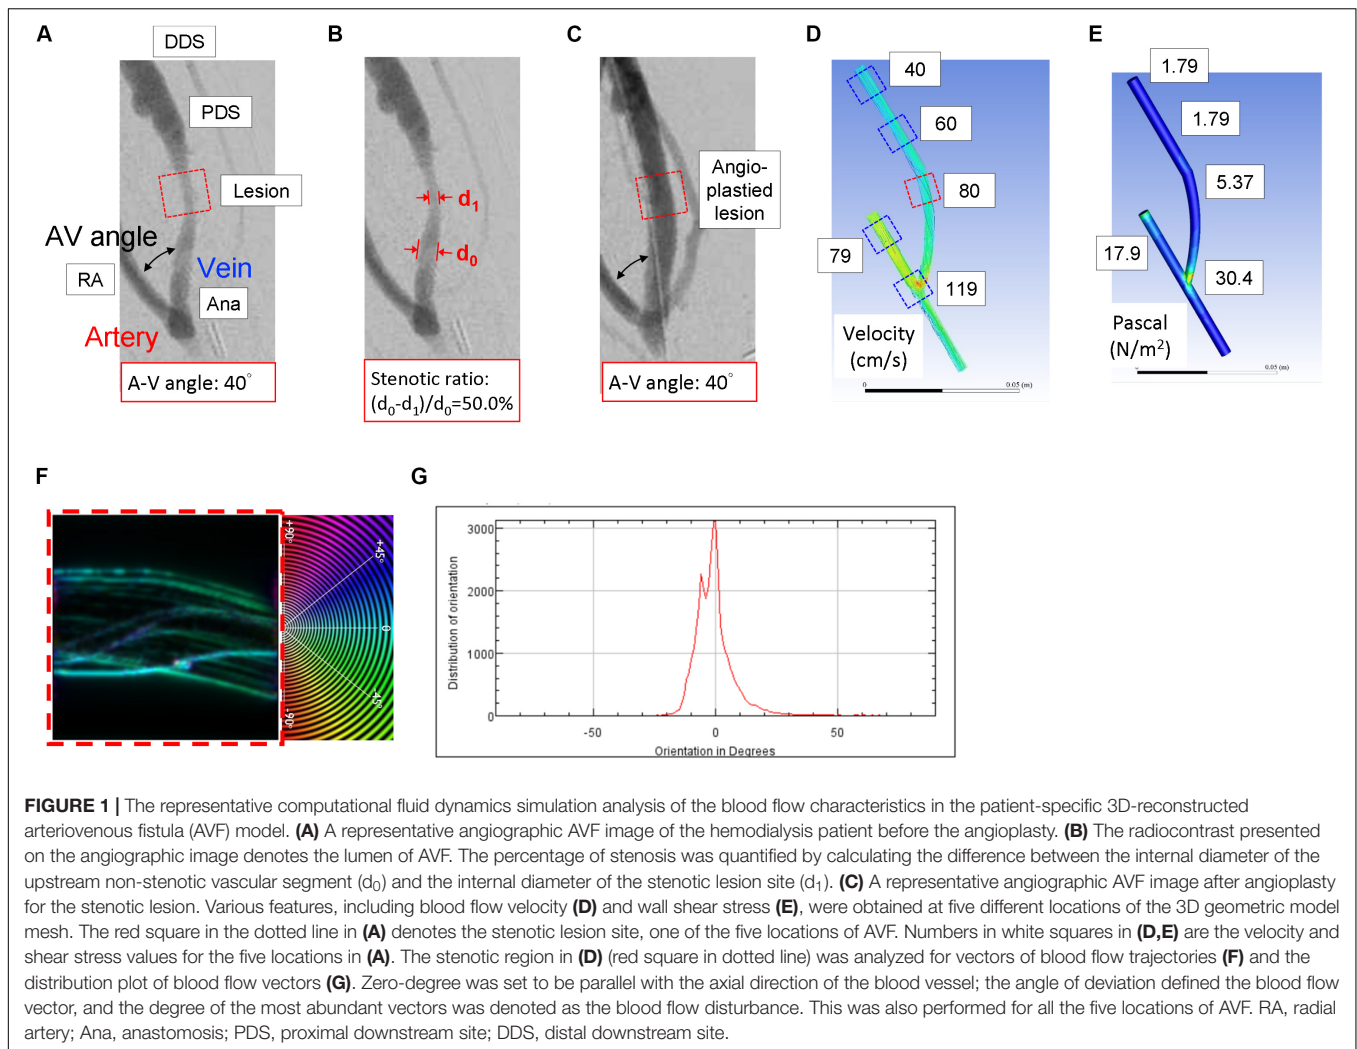 A
DDS
PDS
Lesion
AV angle
RA
Vein
Ana
Artery
A-V angle: 40°
B
d1
d0
Stenotic ratio:
(d0-d1)/d0=50.0%
C
Angio-
plastied
lesion
A-V angle: 40°
D
40
60
80
79
119
Velocity
(cm/s)
0
0.05 (m)
E
1.79
1.79
5.37
17.9
30.4
Pascal
(N/m2)
0.05 (m)
F
+90°
+45°
0
-45°
-90°
G
3000
2000
1000
0
-50
0
50
Distribution of orientation
Orientation in Degrees
FIGURE 1 | The representative computational fluid dynamics simulation analysis of the blood flow characteristics in the patient-specific 3D-reconstructed
arteriovenous fistula (AVF) model. (A) A representative angiographic AVF image of the hemodialysis patient before the angioplasty. (B) The radiocontrast presented
on the angiographic image denotes the lumen of AVF. The percentage of stenosis was quantified by calculating the difference between the internal diameter of the
upstream non-stenotic vascular segment (d0) and the internal diameter of the stenotic lesion site (d1). (C) A representative angiographic AVF image after angioplasty
for the stenotic lesion. Various features, including blood flow velocity (D) and wall shear stress (E), were obtained at five different locations of the 3D geometric model
mesh. The red square in the dotted line in (A) denotes the stenotic lesion site, one of the five locations of AVF. Numbers in white squares in (D,E) are the velocity and
shear stress values for the five locations in (A). The stenotic region in (D) (red square in dotted line) was analyzed for vectors of blood flow trajectories (F) and the
distribution plot of blood flow vectors (G). Zero-degree was set to be parallel with the axial direction of the blood vessel; the angle of deviation defined the blood flow
vector, and the degree of the most abundant vectors was denoted as the blood flow disturbance. This was also performed for all the five locations of AVF. RA, radial
artery; Ana, anastomosis; PDS, proximal downstream site; DDS, distal downstream site.